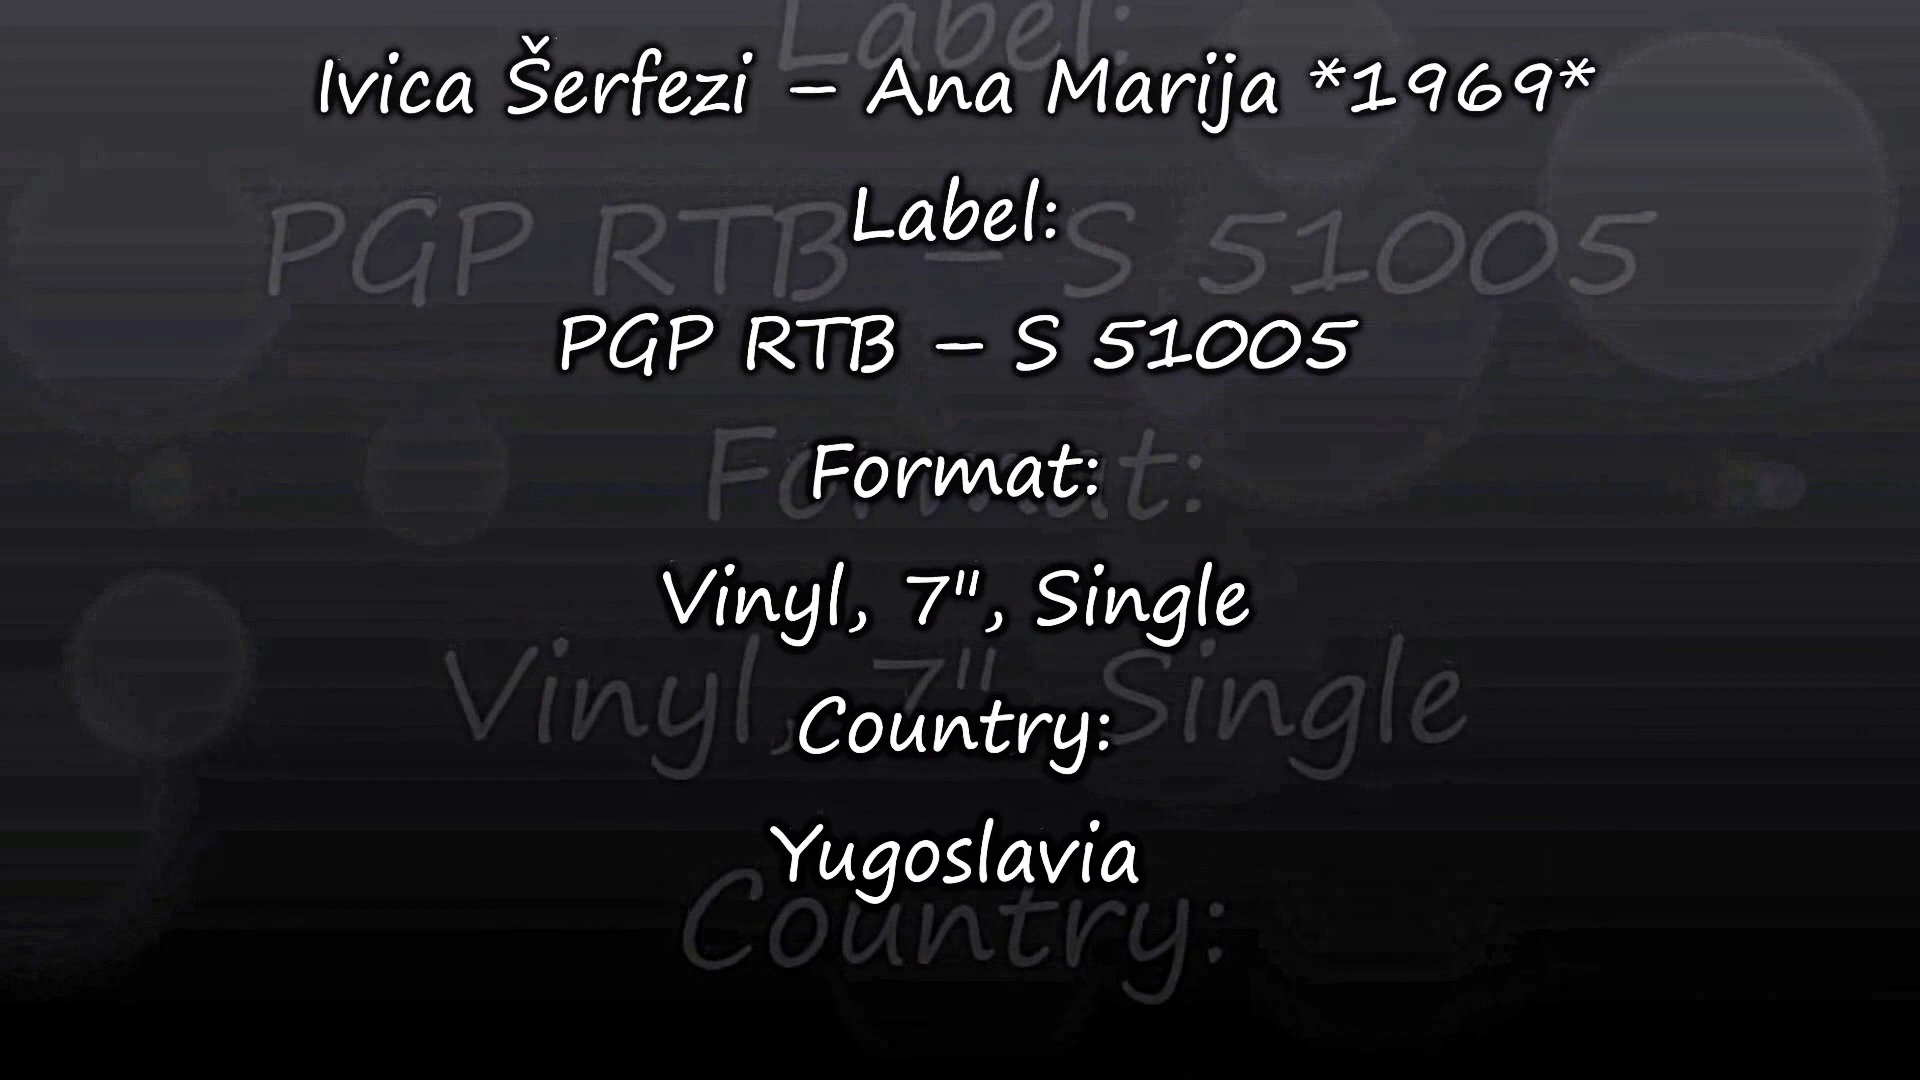 Ivica Šerfezi – Ana Marija *1969*
Label:
PGP RTB – S 51005
Format:
Vinyl, 7", Single
Country:
Yugoslavia